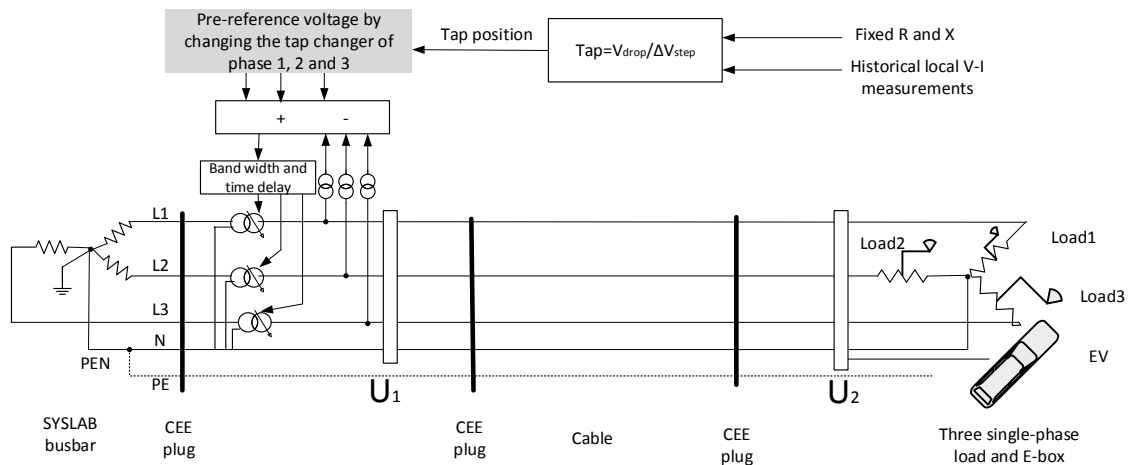 Pre-reference voltage by
changing the tap changer of
phase 1, 2 and 3
Tap position
Tap=Vdrop/ΔVstep
Fixed R and X
Historical local V-I
measurements
+ -
Band width and
time delay
L1
L2
L3
N
PEN
PE
Load2
Load1
Load3
EV
U1
U2
SYSLAB
busbar
CEE
plug
CEE
plug
Cable
CEE
plug
Three single-phase
load and E-box